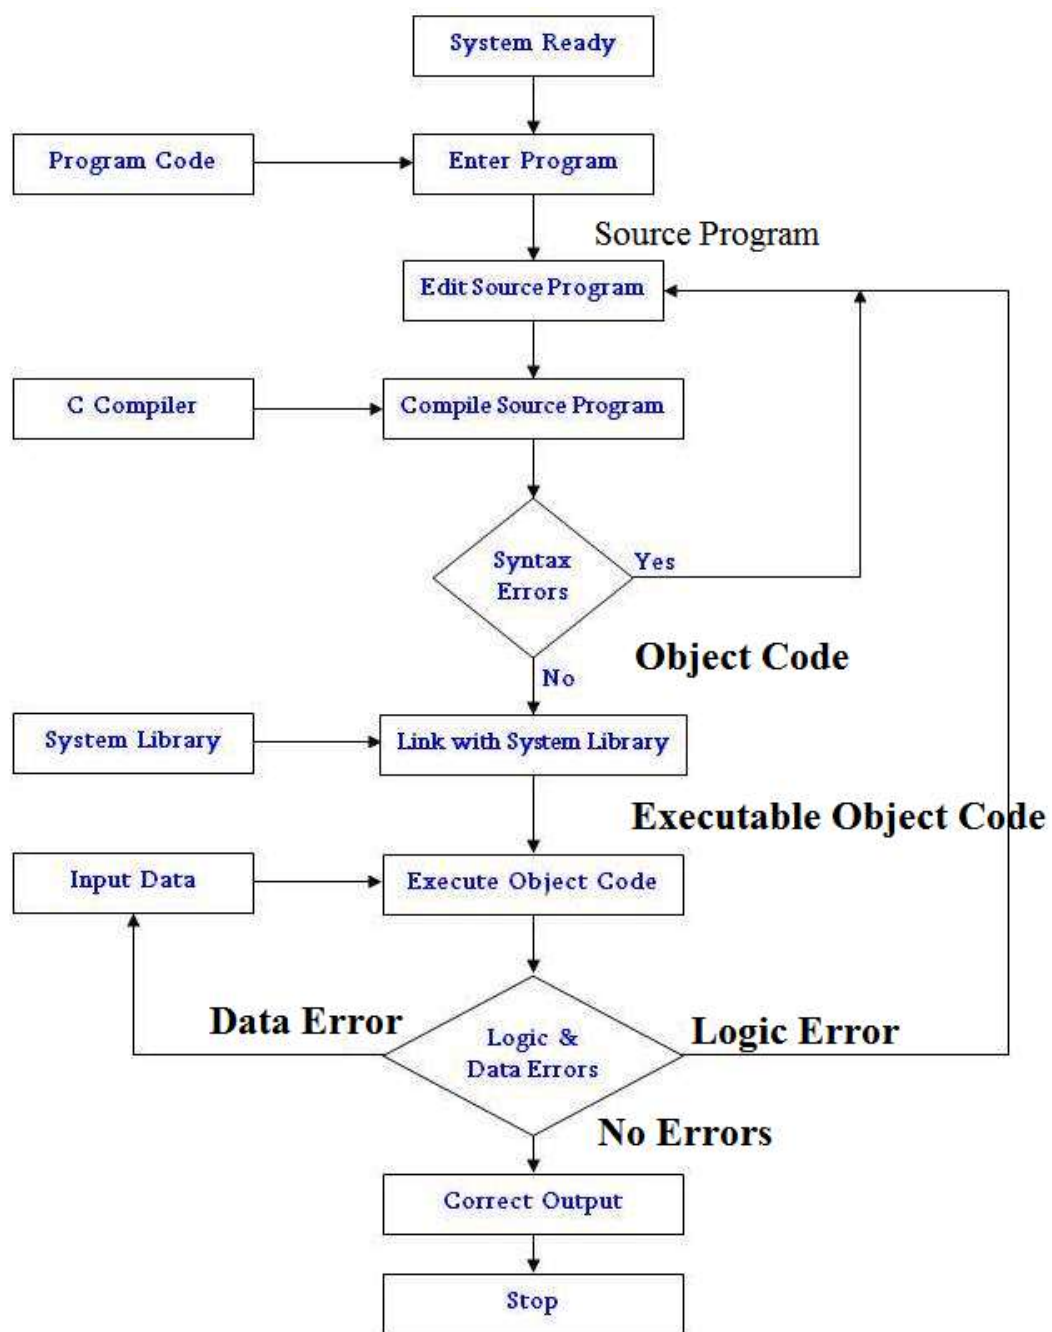 System Ready
Program Code
Enter Program
Source Program
Edit Source Program
C Compiler
Compile Source Program
Syntax
Errors
Yes
Object Code
No
System Library
Link with System Library
Executable Object Code
Input Data
Execute Object Code
Data Error
Logic Error
Logic &
Data Errors
No Errors
Correct Output
Stop